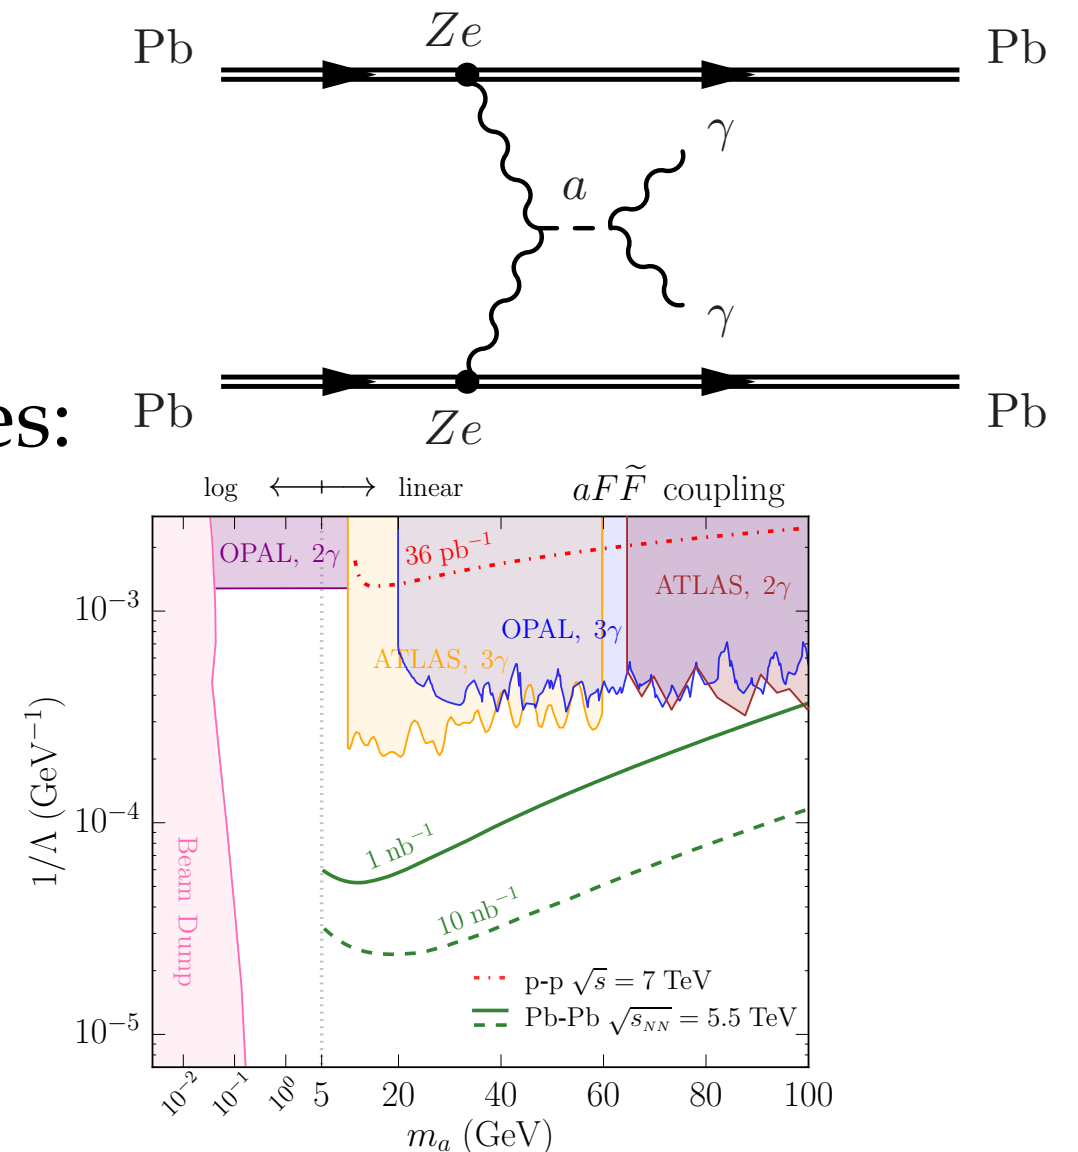 Pb
Ze
Pb
γ
a
γ
es:
Pb
Ze
Pb
log
linear
aFF̃ coupling
OPAL, 2γ
36 pb⁻¹
ATLAS, 2γ
OPAL, 3γ
ATLAS, 3γ
10⁻³
10⁻⁴
10⁻⁵
1/Λ (GeV⁻¹)
Beam Dump
1 nb⁻¹
10 nb⁻¹
p-p √s = 7 TeV
Pb-Pb √s_NN = 5.5 TeV
10⁻² 10⁻¹ 10⁰ 5 20 40 60 80 100
mₐ (GeV)